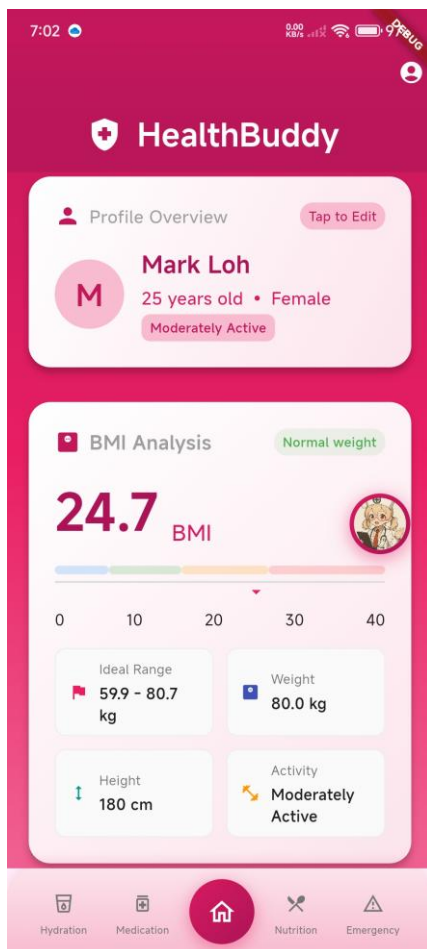 7:02
0.00
KB/s
DEBUG
HealthBuddy
Profile Overview
Tap to Edit
M
Mark Loh
25 years old • Female
Moderately Active
BMI Analysis
Normal weight
24.7 BMI
0 10 20 30 40
Ideal Range
59.9 - 80.7
kg
Weight
80.0 kg
Height
180 cm
Activity
Moderately
Active
Hydration
Medication
Nutrition
Emergency